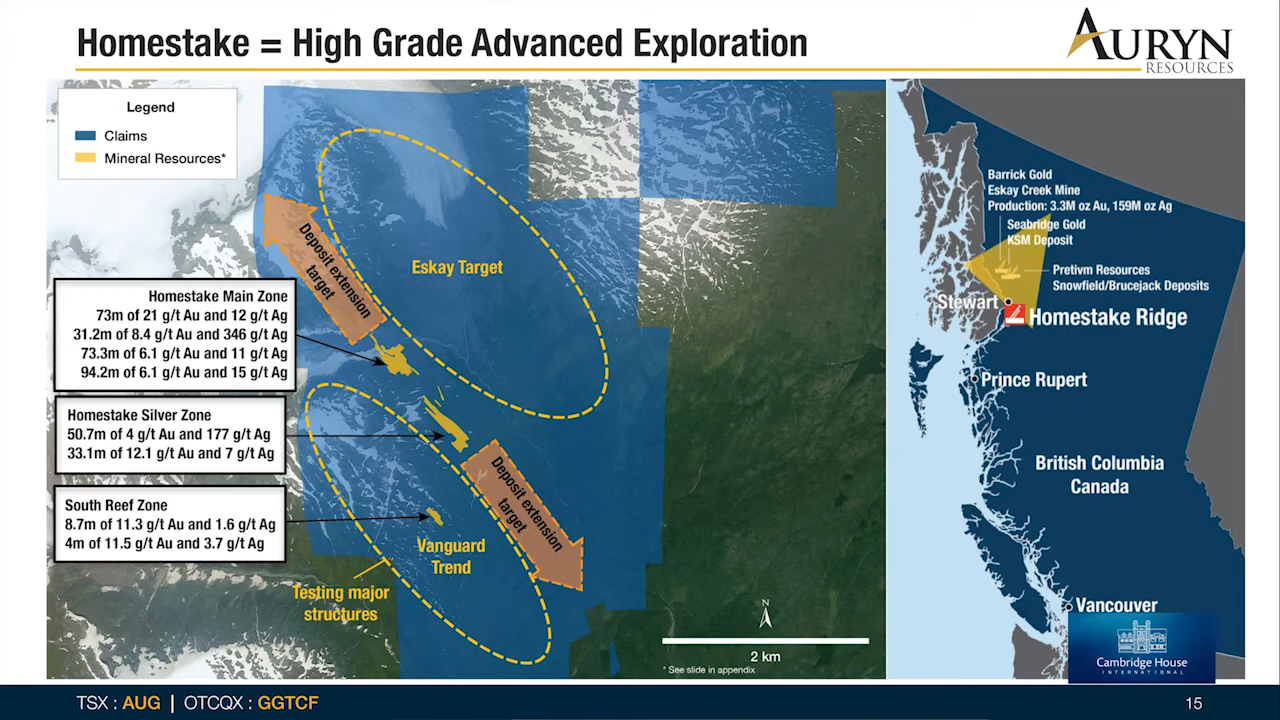 Homestake = High Grade Advanced Exploration
AURYN
RESOURCES
Legend
Claims
Mineral Resources*
Deposit extension
target
Eskay Target
Homestake Main Zone
73m of 21 g/t Au and 12 g/t Ag
31.2m of 8.4 g/t Au and 346 g/t Ag
73.3m of 6.1 g/t Au and 11 g/t Ag
94.2m of 6.1 g/t Au and 15 g/t Ag
Homestake Silver Zone
50.7m of 4 g/t Au and 177 g/t Ag
33.1m of 12.1 g/t Au and 7 g/t Ag
South Reef Zone
8.7m of 11.3 g/t Au and 1.6 g/t Ag
4m of 11.5 g/t Au and 3.7 g/t Ag
Deposit extension
target
Vanguard
Trend
Testing major
structures
N
2 km
* See slide in appendix
Barrick Gold
Eskay Creek Mine
Production: 3.3M oz Au, 159M oz Ag
Seabridge Gold
KSM Deposit
Pretivm Resources
Snowfield/Brucejack Deposits
Stewart
Homestake Ridge
Prince Rupert
British Columbia
Canada
Vancouver
Cambridge House
INTERNATIONAL
TSX : AUG | OTCQX : GGTCF
15